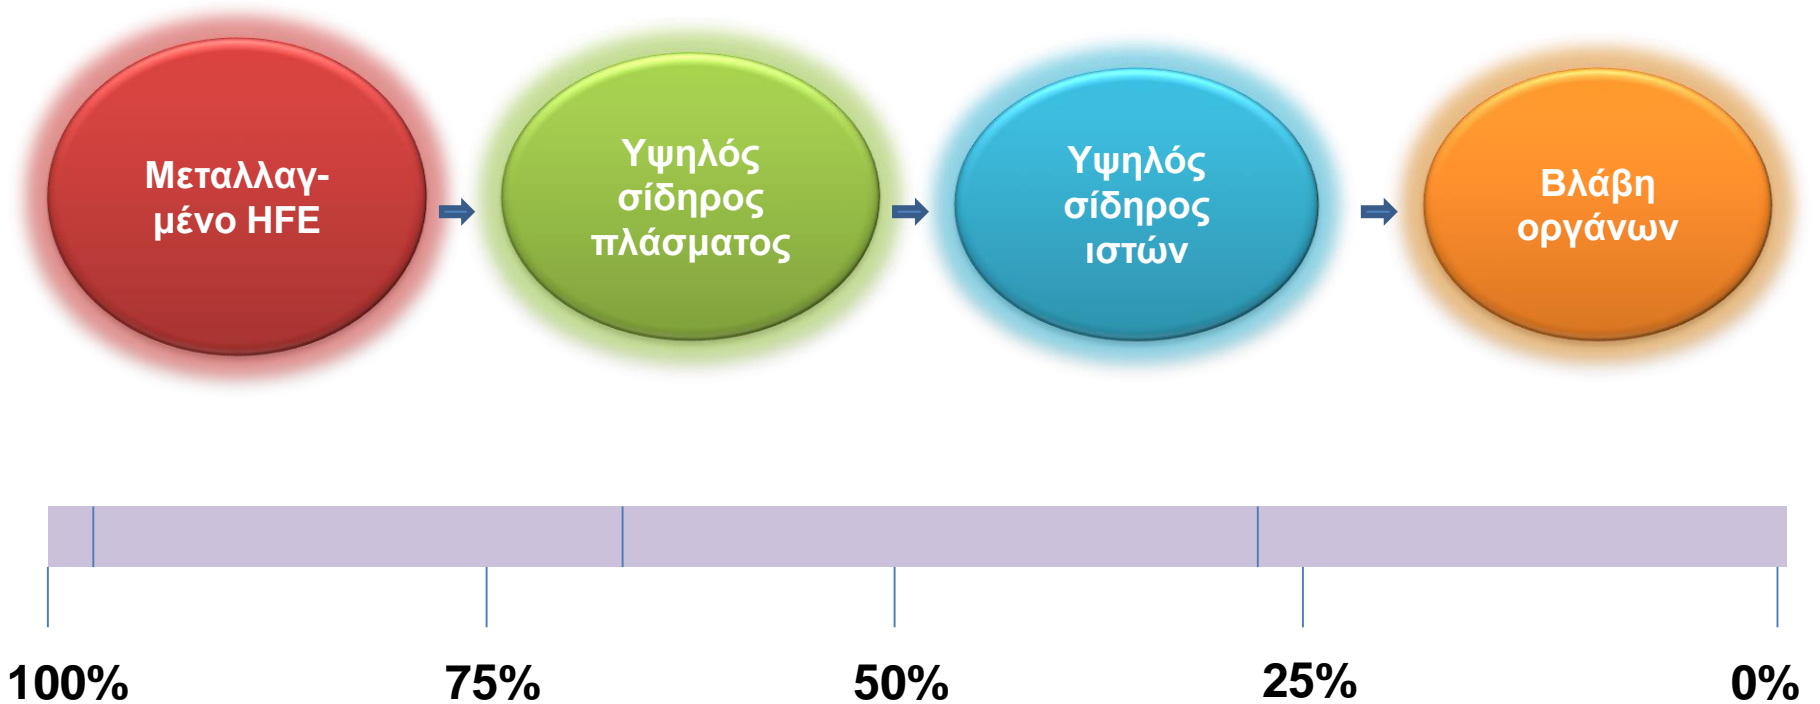 Μεταλλαγ-
μένο HFE
Υψηλός
σίδηρος
πλάσματος
Υψηλός
σίδηρος
ιστών
Βλάβη
οργάνων
100%
75%
50%
25%
0%